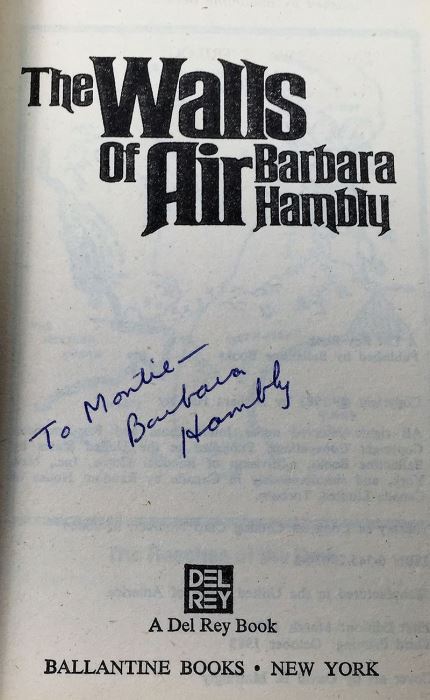 The Walls
Of Air Barbara
Hambly
To Montie—
Barbara
Hambly
DEL
REY
A Del Rey Book
BALLANTINE BOOKS • NEW YORK